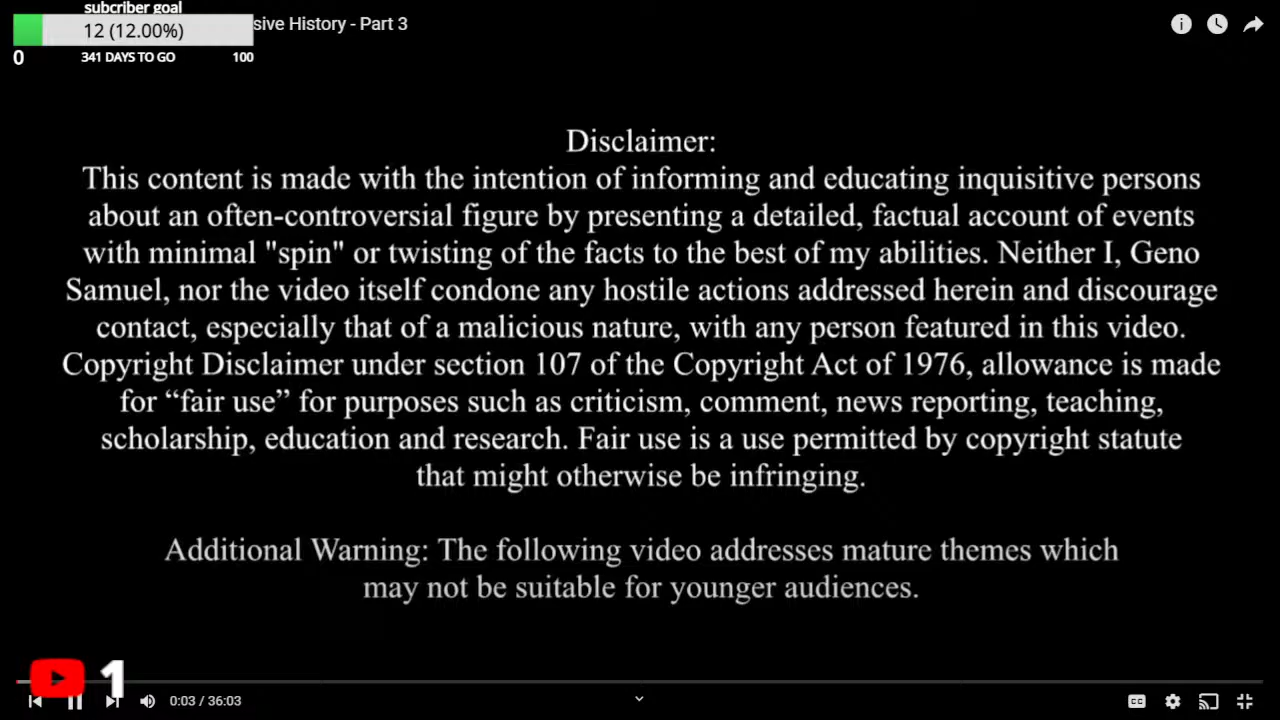 subcriber goal
12 (12.00%)
0 341 DAYS TO GO 100
sive History - Part 3
Disclaimer:
This content is made with the intention of informing and educating inquisitive persons
about an often-controversial figure by presenting a detailed, factual account of events
with minimal "spin" or twisting of the facts to the best of my abilities. Neither I, Geno
Samuel, nor the video itself condone any hostile actions addressed herein and discourage
contact, especially that of a malicious nature, with any person featured in this video.
Copyright Disclaimer under section 107 of the Copyright Act of 1976, allowance is made
for “fair use” for purposes such as criticism, comment, news reporting, teaching,
scholarship, education and research. Fair use is a use permitted by copyright statute
that might otherwise be infringing.
Additional Warning: The following video addresses mature themes which
may not be suitable for younger audiences.
1
0:03 / 36:03
CC